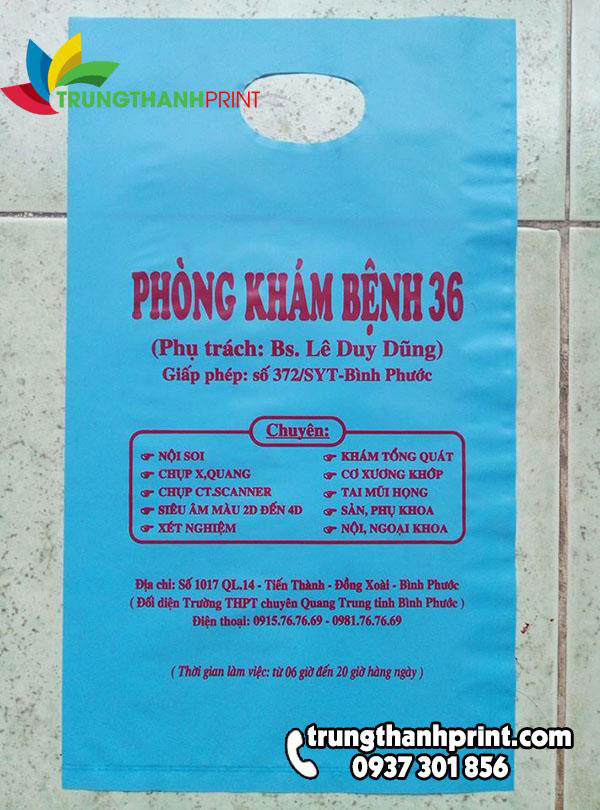 TRUNGTHANHPRINT
PHÒNG KHÁM BỆNH 36
(Phụ trách: Bs. Lê Duy Dũng)
Giấp phép: số 372/SYT-Bình Phước
Chuyên:
☞ NỘI SOI
☞ CHỤP X,QUANG
☞ CHỤP CT.SCANNER
☞ SIÊU ÂM MÀU 2D ĐẾN 4D
☞ XÉT NGHIỆM
☞ KHÁM TỔNG QUÁT
☞ CƠ XƯƠNG KHỚP
☞ TAI MŨI HỌNG
☞ SẢN, PHỤ KHOA
☞ NỘI, NGOẠI KHOA
Địa chỉ: Số 1017 QL.14 - Tiến Thành - Đồng Xoài - Bình Phước
( Đối diện Trường THPT chuyên Quang Trung tỉnh Bình Phước )
Điện thoại: 0915.76.76.69 - 0981.76.76.69
( Thời gian làm việc: từ 06 giờ đến 20 giờ hàng ngày )
trungthanhprint.com
0937 301 856